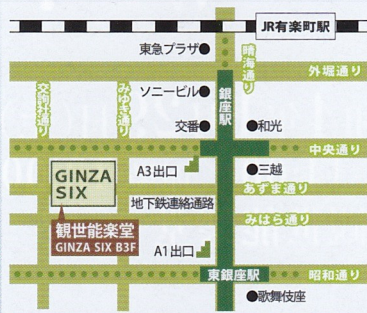 JR有楽町駅
東急プラザ
晴海通り
外堀通り
交詢社通り
みゆき通り
ソニービル
銀座駅
交番
和光
中央通り
GINZA
SIX
A3出口
三越
あずま通り
地下鉄連絡通路
みはら通り
観世能楽堂
GINZA SIX B3F
A1出口
東銀座駅
昭和通り
歌舞伎座